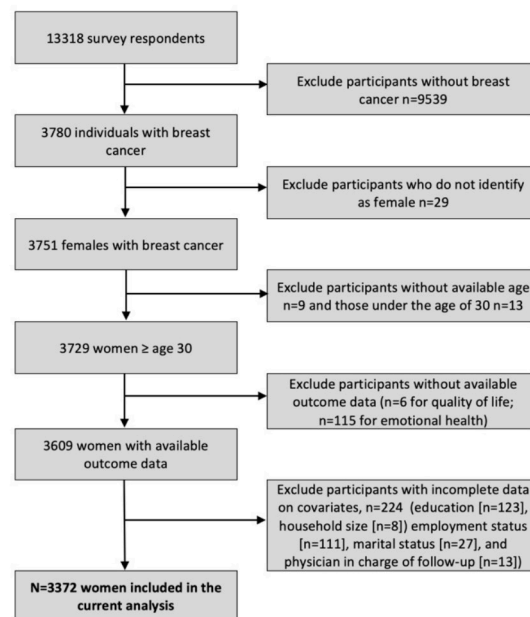 13318 survey respondents
Exclude participants without breast
cancer n=9539
3780 individuals with breast
cancer
Exclude participants who do not identify
as female n=29
3751 females with breast cancer
Exclude participants without available age
n=9 and those under the age of 30 n=13
3729 women ≥ age 30
Exclude participants without available
outcome data (n=6 for quality of life;
n=115 for emotional health)
3609 women with available
outcome data
Exclude participants with incomplete data
on covariates, n=224  (education [n=123],
household size [n=8]) employment status
[n=111], marital status [n=27], and
physician in charge of follow-up [n=13])
N=3372 women included in the
current analysis